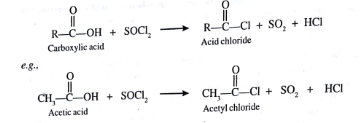 O O
R—C—OH + SOCl₂ ⟶ R—C—Cl + SO₂ + HCl
Carboxylic acid Acid chloride
e.g.,
O O
CH₃—C—OH + SOCl₂ ⟶ CH₃—C—Cl + SO₂ + HCl
Acetic acid Acetyl chloride